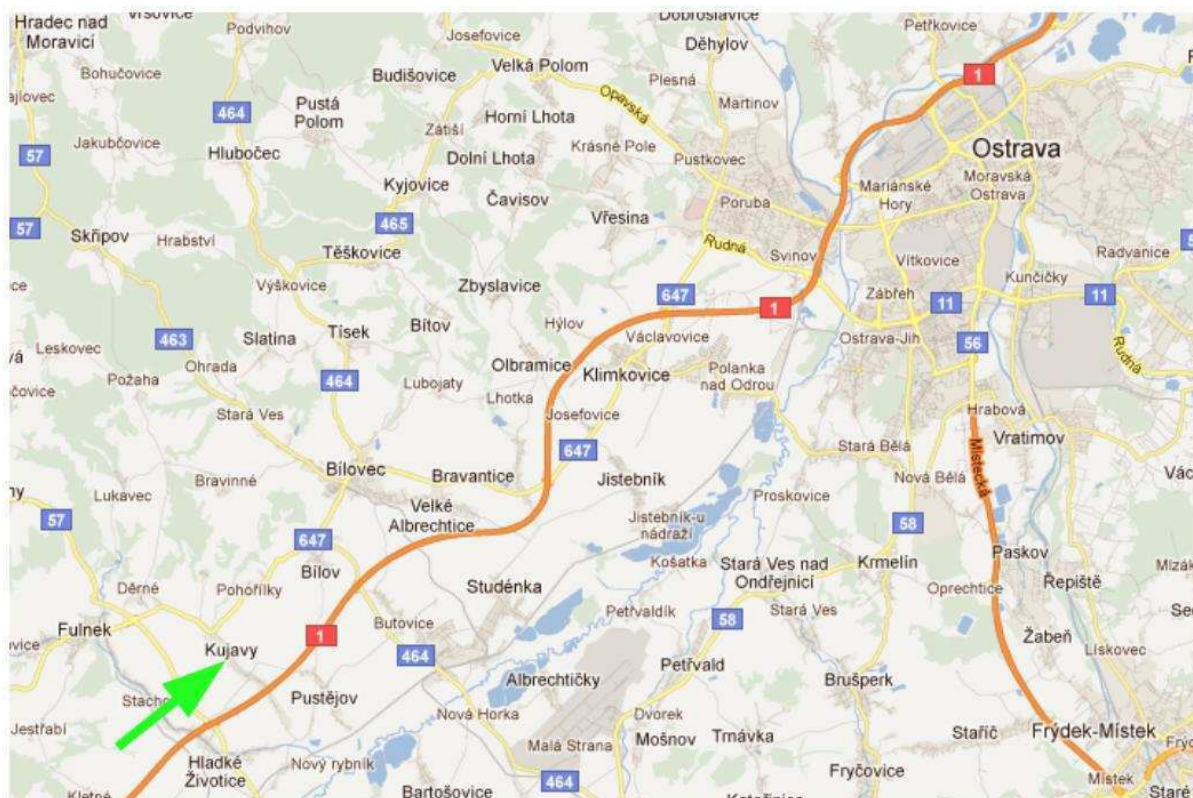 Hradec nad
Moravicí
Podvihov
Josefovice
Dobroslavice
Petřkovice
Děhylov
Bohučovice
Budišovice
Velká Polom
Plesná
1
464
Pustá
Polom
Horní Lhota
Opavská
Martinov
Jakubčovice
Zátiší
57
Hlubočec
Dolní Lhota
Krásné Pole
Pustkovec
Ostrava
Kyjovice
Čavisov
Mariánské
Hory
Moravská
Ostrava
57
465
Vřesina
Poruba
Skřipov
Hrabství
Těškovice
Rudná
Svinov
Vítkovice
Radvanice
Kunčičky
Výškovice
Zbyslavice
647
Zábřeh
11
11
1
Leskovec
463
Slatina
Tísek
Bítov
Hýlov
Václavovice
Ostrava-Jih
56
Rudná
Požaha
Ohrada
464
Olbramice
Klimkovice
Polanka
nad Odrou
Lubojaty
Lhotka
Stará Ves
Josefovice
Hrabová
Vratimov
Stará Bělá
647
Místecká
Bílovec
Bravantice
Jistebník
Nová Bělá
Lukavec
Bravinné
Proskovice
Velké
Albrechtice
57
Jistebník-u
nádraží
58
647
Košatka
Stará Ves nad
Ondřejnicí
Krmelín
Paskov
Děrné
Pohořílky
Bílov
Studénka
Oprechtice
Řepiště
Petřvaldík
Stará Ves
Fulnek
Butovice
58
Žabeň
1
Kujavy
464
Petřvald
Lískovec
Albrechtičky
Brušperk
Pustějov
Nová Horka
Dvorek
Staříč
Frýdek-Místek
Jestřabí
Mošnov
Trnávka
Malá Strana
Hladké
Životice
Nový rybník
464
Fryčovice
Místek
Bartošovice
Staré